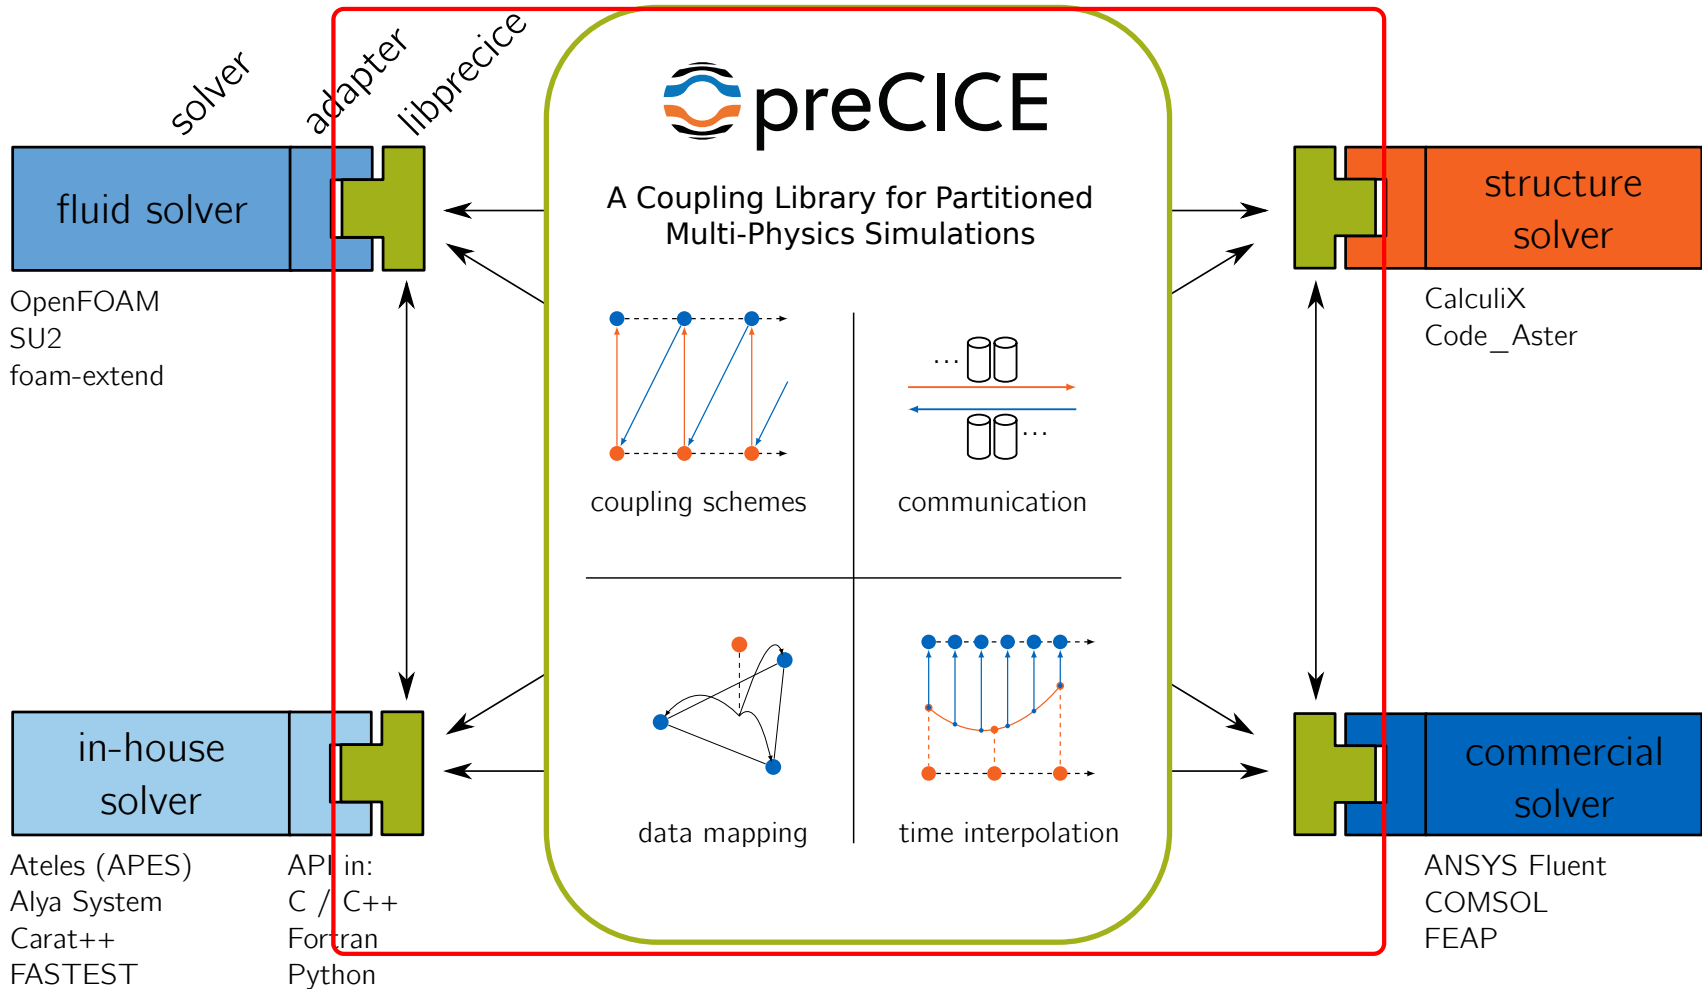 solver
adapter
libprecice
preCICE
A Coupling Library for Partitioned
Multi-Physics Simulations
fluid solver
OpenFOAM
SU2
foam-extend
structure
solver
CalculiX
Code_Aster
...
...
coupling schemes
communication
data mapping
time interpolation
in-house
solver
Ateles (APES)
Alya System
Carat++
FASTEST
API in:
C / C++
Fortran
Python
commercial
solver
ANSYS Fluent
COMSOL
FEAP